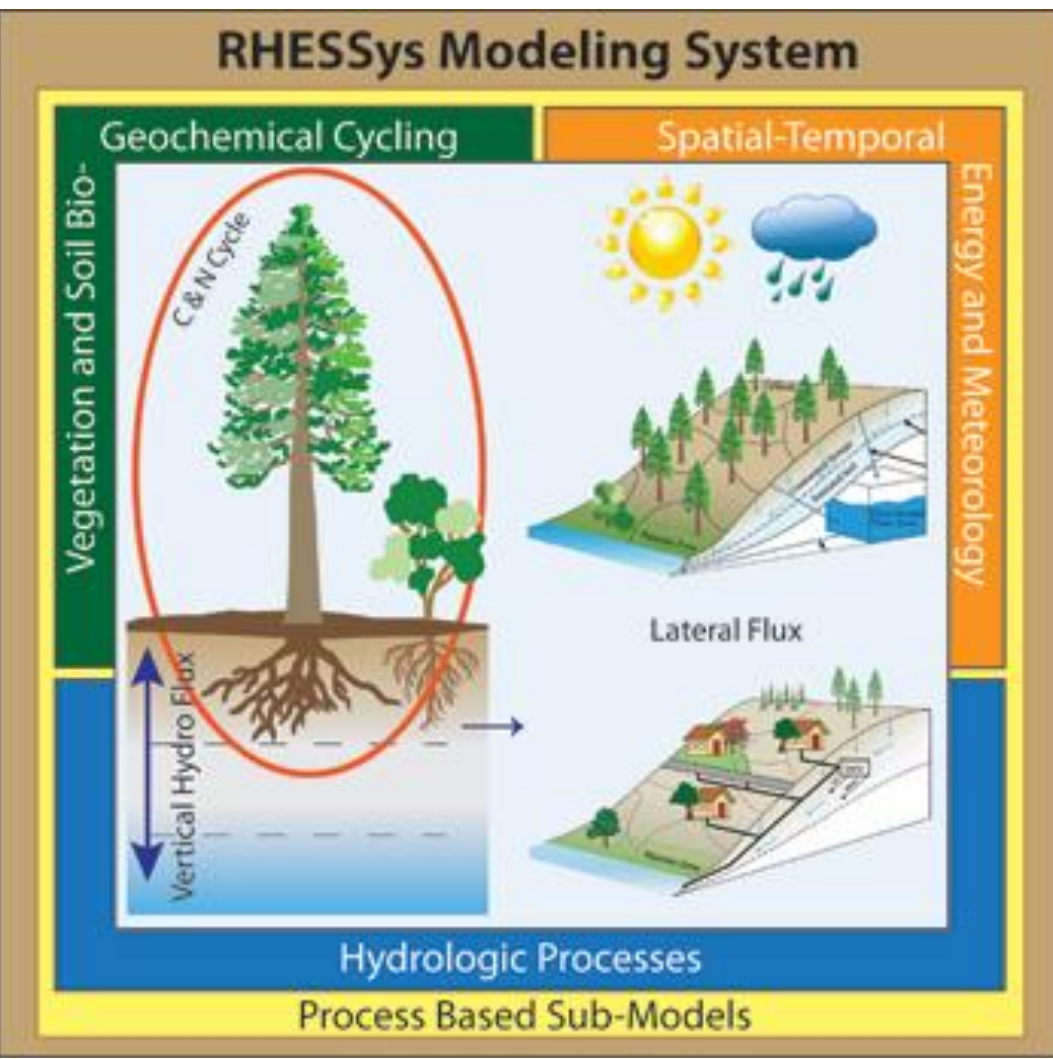 RHESSys Modeling System
Geochemical Cycling
Spatial-Temporal
Vegetation and Soil Bio-
Energy and Meteorology
C & N Cycle
Lateral Flux
Vertical Hydro Flux
Hydrologic Processes
Process Based Sub-Models